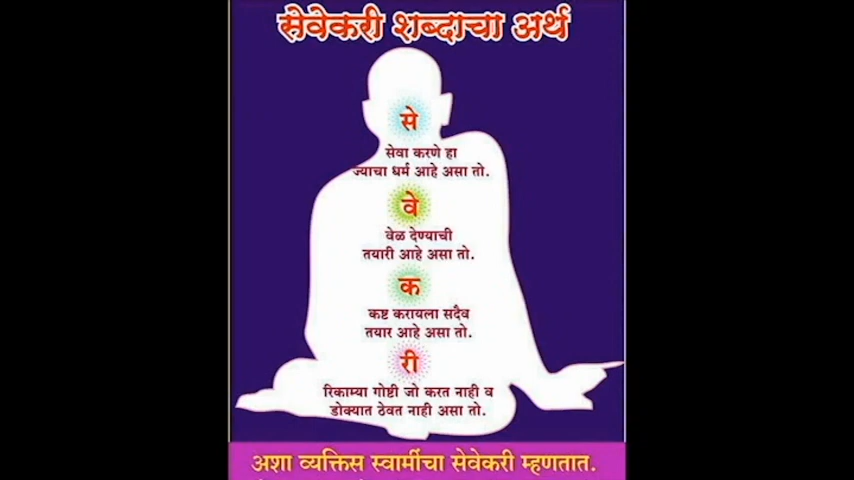 सेवेकरी शब्दाचा अर्थ
से
सेवा करणे हा
ज्याचा धर्म आहे असा तो.
वे
वेळ देण्याची
तयारी आहे असा तो.
क
कष्ट करायला सदैव
तयार आहे असा तो.
री
रिकाम्या गोष्टी जो करत नाही व
डोक्यात ठेवत नाही असा तो.
अशा व्यक्तिस स्वामींचा सेवेकरी म्हणतात.